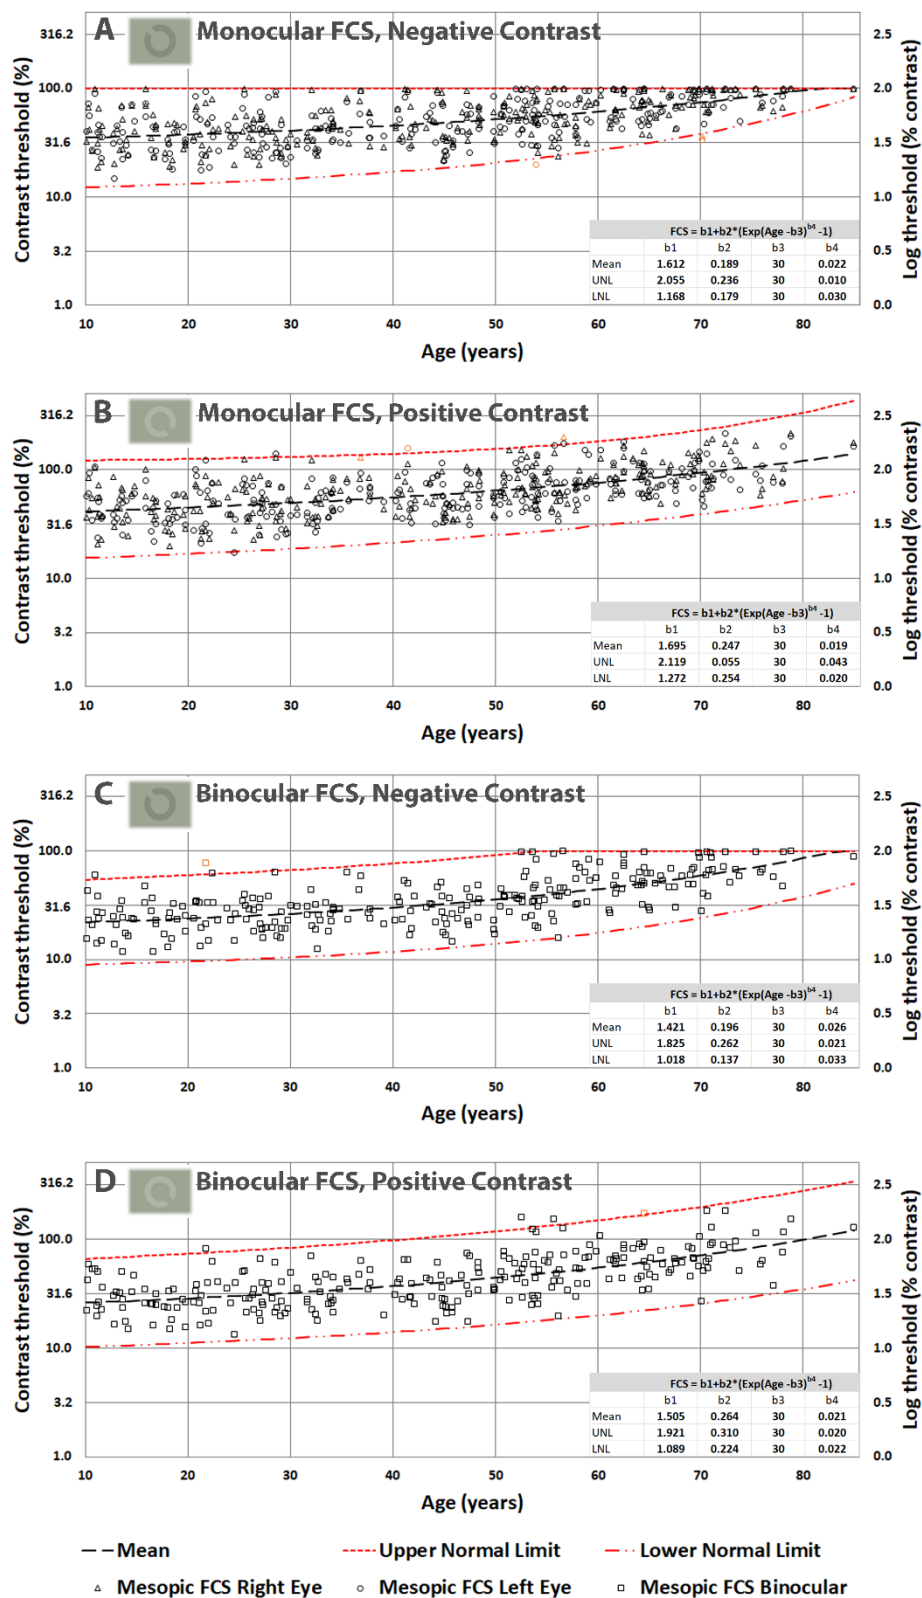 A Monocular FCS, Negative Contrast
Contrast threshold (%)
316.2
100.0
31.6
10.0
3.2
1.0
2.5
2.0
1.5
1.0
0.5
0.0
Log threshold (% contrast)
FCS = b1+b2*(Exp(Age -b3)^b4 -1)
b1 b2 b3 b4
Mean 1.612 0.189 30 0.022
UNL 2.055 0.236 30 0.010
LNL 1.168 0.179 30 0.030
10 20 30 40 50 60 70 80
Age (years)
B Monocular FCS, Positive Contrast
Contrast threshold (%)
316.2
100.0
31.6
10.0
3.2
1.0
2.5
2.0
1.5
1.0
0.5
0.0
Log threshold (% contrast)
FCS = b1+b2*(Exp(Age -b3)^b4 -1)
b1 b2 b3 b4
Mean 1.695 0.247 30 0.019
UNL 2.119 0.055 30 0.043
LNL 1.272 0.254 30 0.020
10 20 30 40 50 60 70 80
Age (years)
C Binocular FCS, Negative Contrast
Contrast threshold (%)
316.2
100.0
31.6
10.0
3.2
1.0
2.5
2.0
1.5
1.0
0.5
0.0
Log threshold (% contrast)
FCS = b1+b2*(Exp(Age -b3)^b4 -1)
b1 b2 b3 b4
Mean 1.421 0.196 30 0.026
UNL 1.825 0.262 30 0.021
LNL 1.018 0.137 30 0.033
10 20 30 40 50 60 70 80
Age (years)
D Binocular FCS, Positive Contrast
Contrast threshold (%)
316.2
100.0
31.6
10.0
3.2
1.0
2.5
2.0
1.5
1.0
0.5
0.0
Log threshold (% contrast)
FCS = b1+b2*(Exp(Age -b3)^b4 -1)
b1 b2 b3 b4
Mean 1.505 0.264 30 0.021
UNL 1.921 0.310 30 0.020
LNL 1.089 0.224 30 0.022
10 20 30 40 50 60 70 80
Age (years)
Mean Upper Normal Limit Lower Normal Limit
Mesopic FCS Right Eye Mesopic FCS Left Eye Mesopic FCS Binocular